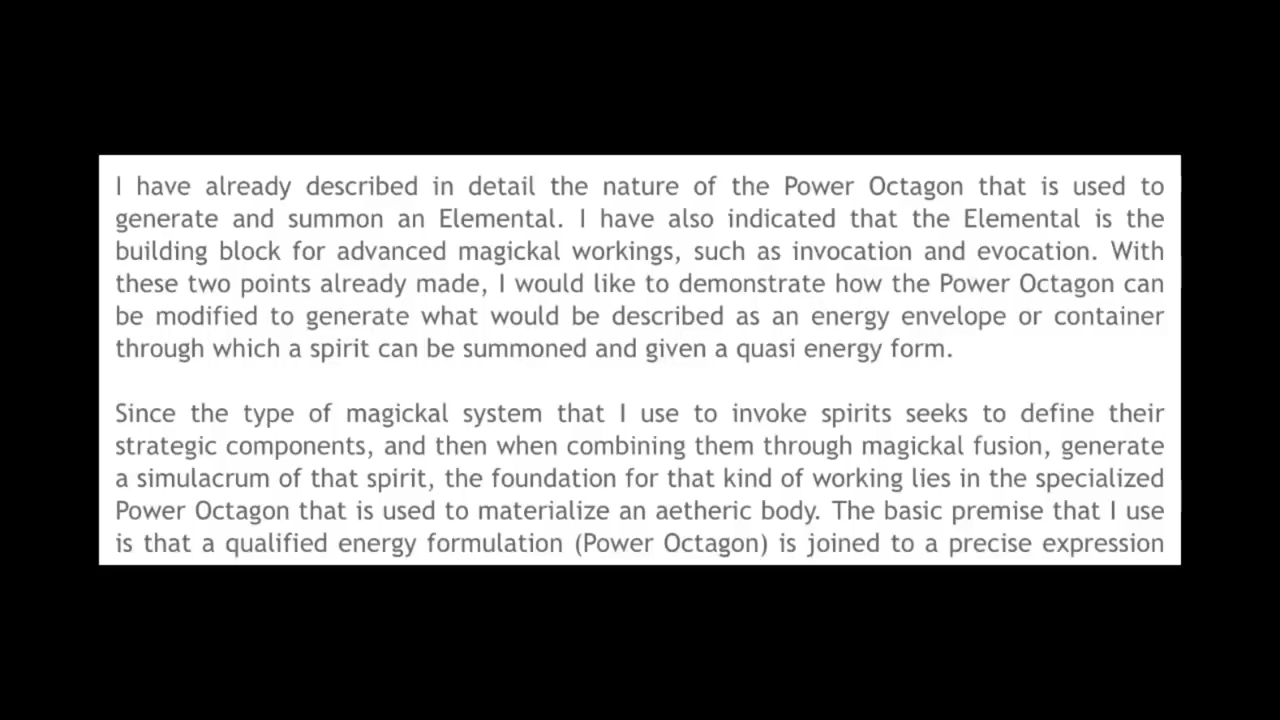 I have already described in detail the nature of the Power Octagon that is used to
generate and summon an Elemental. I have also indicated that the Elemental is the
building block for advanced magickal workings, such as invocation and evocation. With
these two points already made, I would like to demonstrate how the Power Octagon can
be modified to generate what would be described as an energy envelope or container
through which a spirit can be summoned and given a quasi energy form.
Since the type of magickal system that I use to invoke spirits seeks to define their
strategic components, and then when combining them through magickal fusion, generate
a simulacrum of that spirit, the foundation for that kind of working lies in the specialized
Power Octagon that is used to materialize an aetheric body. The basic premise that I use
is that a qualified energy formulation (Power Octagon) is joined to a precise expression